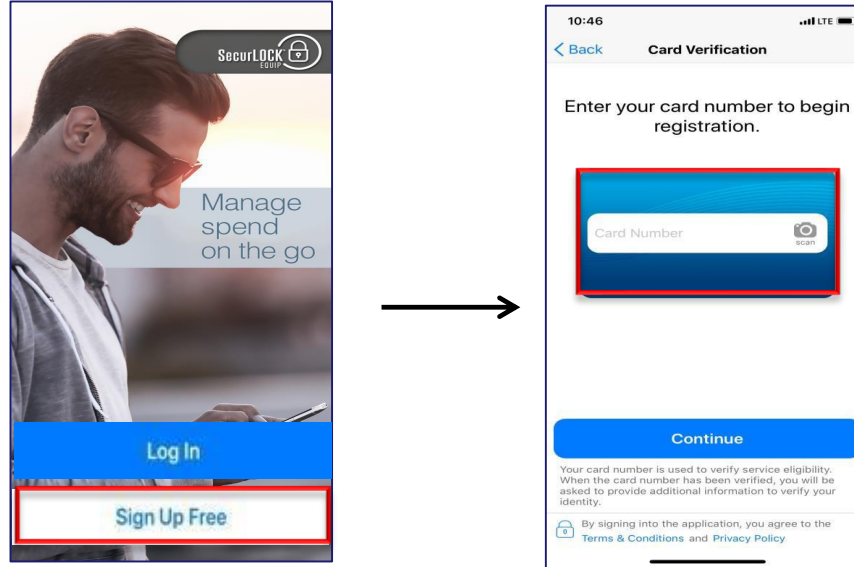 SecurLOCK
EQUIP
Manage
spend
on the go
Log In
Sign Up Free
10:46
LTE
Back
Card Verification
Enter your card number to begin
registration.
Card Number
scan
Continue
Your card number is used to verify service eligibility.
When the card number has been verified, you will be
asked to provide additional information to verify your
identity.
By signing into the application, you agree to the
Terms & Conditions and Privacy Policy